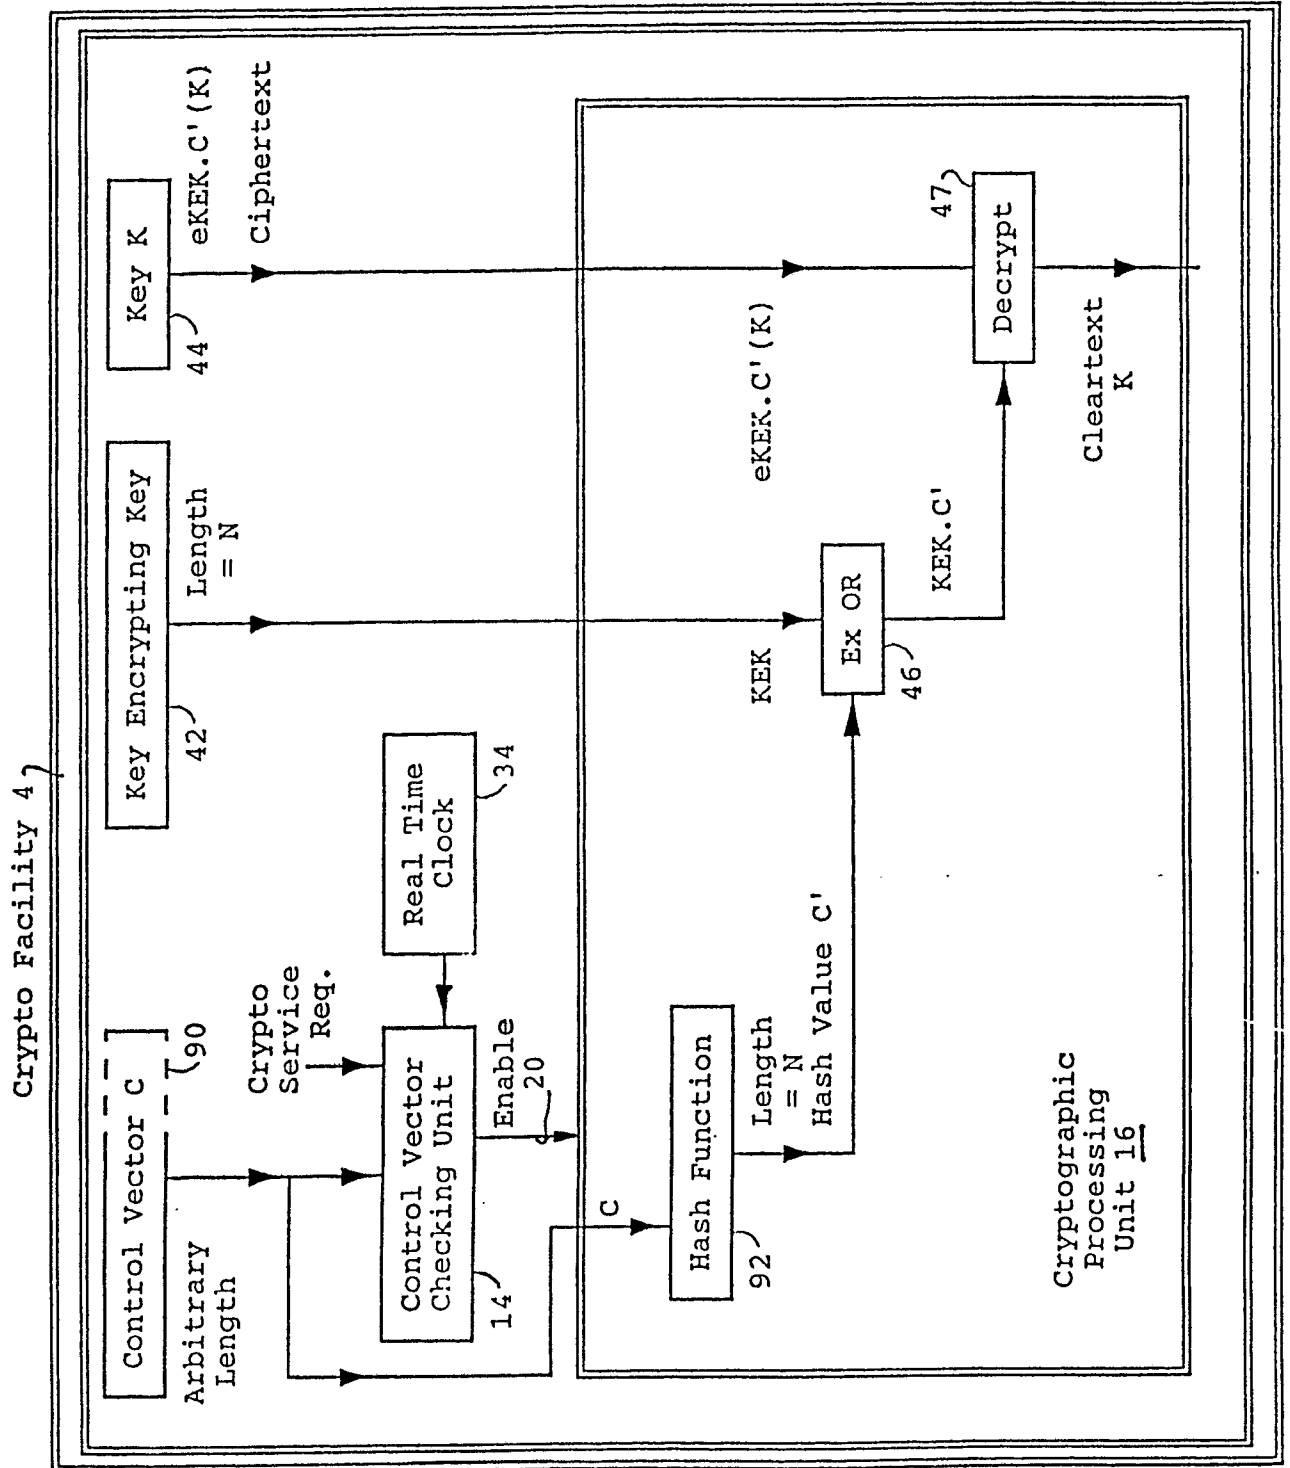 Crypto Facility 4
Control Vector C
90
Arbitrary
Length
Key Encrypting Key
42
Length
= N
Key K
44
eKEK.C'(K)
Ciphertext
Crypto
Service
Req.
Control Vector
Checking Unit
14
Real Time
Clock
34
Enable
20
C
Hash Function
92
Length
= N
Hash Value C'
KEK
Ex OR
46
KEK.C'
eKEK.C'(K)
Decrypt
47
Cleartext
K
Cryptographic
Processing
Unit 16